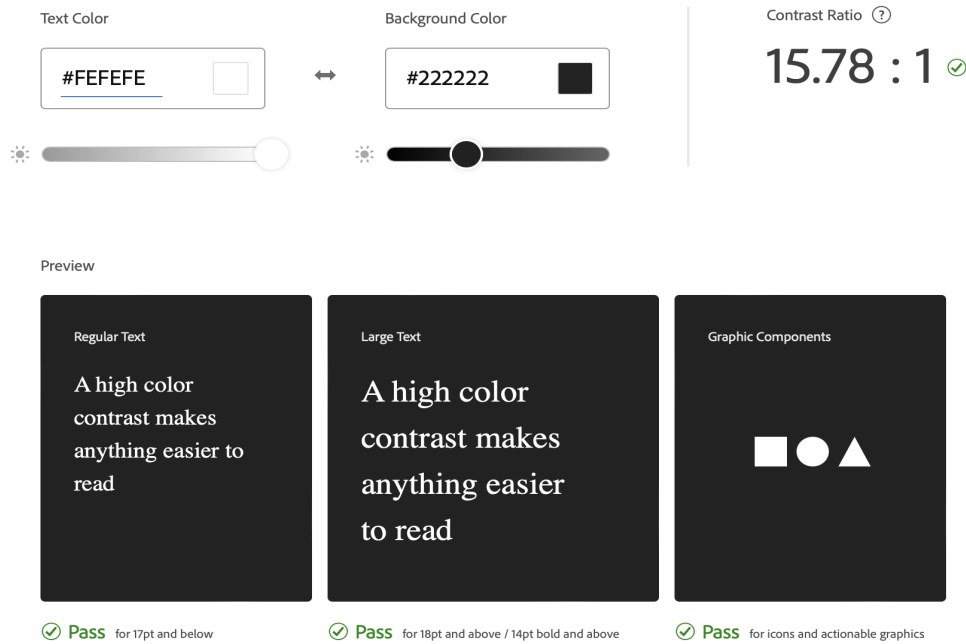 Text Color
#FEFEFE
Background Color
#222222
Contrast Ratio ?
15.78 : 1
Preview
Regular Text
A high color
contrast makes
anything easier to
read
Pass for 17pt and below
Large Text
A high color
contrast makes
anything easier
to read
Pass for 18pt and above / 14pt bold and above
Graphic Components
Pass for icons and actionable graphics